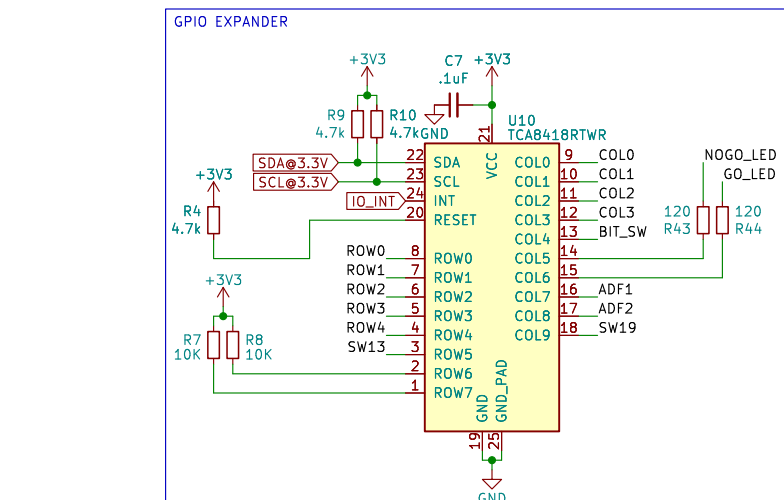 GPIO EXPANDER
+3V3
C7
+3V3
.1uF
R9
R10
4.7k
4.7k
GND
U10
TCA8418RTWR
21
VCC
SDA@3.3V
22
SDA
SCL@3.3V
23
SCL
IO_INT
24
INT
20
RESET
+3V3
R4
4.7k
ROW0
8
ROW0
ROW1
7
ROW1
ROW2
6
ROW2
ROW3
5
ROW3
ROW4
4
ROW4
SW13
3
ROW5
2
ROW6
1
ROW7
+3V3
R7
R8
10K
10K
COL0
9
COL0
COL1
10
COL1
COL2
11
COL2
COL3
12
COL3
COL4
13
BIT_SW
COL5
14
COL6
15
COL7
16
ADF1
COL8
17
ADF2
COL9
18
SW19
NOGO_LED
GO_LED
120
120
R43
R44
GND
GND_PAD
19
25
GND